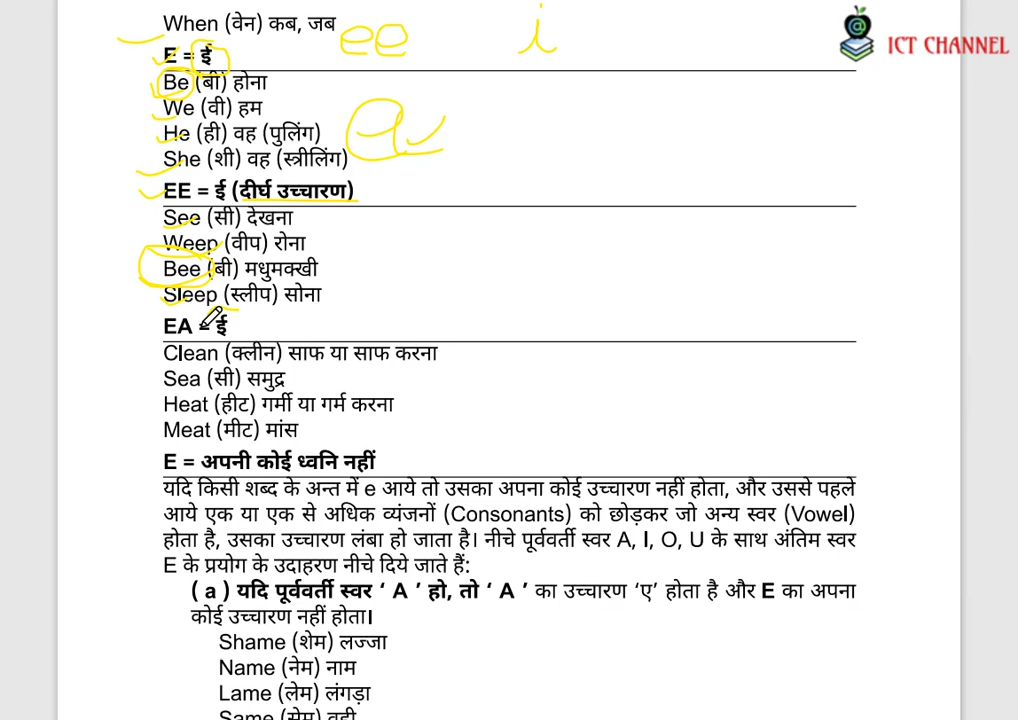 When (वेन) कब, जब
ee i
ICT CHANNEL
E = ई
Be (बी) होना
We (वी) हम
He (ही) वह (पुलिंग)
She (शी) वह (स्त्रीलिंग)
EE = ई (दीर्घ उच्चारण)
See (सी) देखना
Weep (वीप) रोना
Bee (बी) मधुमक्खी
Sleep (स्लीप) सोना
EA = ई
Clean (क्लीन) साफ या साफ करना
Sea (सी) समुद्र
Heat (हीट) गर्मी या गर्म करना
Meat (मीट) मांस
E = अपनी कोई ध्वनि नहीं
यदि किसी शब्द के अन्त में e आये तो उसका अपना कोई उच्चारण नहीं होता, और उससे पहले
आये एक या एक से अधिक व्यंजनों (Consonants) को छोड़कर जो अन्य स्वर (Vowel)
होता है, उसका उच्चारण लंबा हो जाता है। नीचे पूर्ववर्ती स्वर A, I, O, U के साथ अंतिम स्वर
E के प्रयोग के उदाहरण नीचे दिये जाते हैं:
( a ) यदि पूर्ववर्ती स्वर ‘ A ’ हो, तो ‘ A ’ का उच्चारण ‘ए’ होता है और E का अपना
कोई उच्चारण नहीं होता।
Shame (शेम) लज्जा
Name (नेम) नाम
Lame (लेम) लंगड़ा
Same (सेम) वही